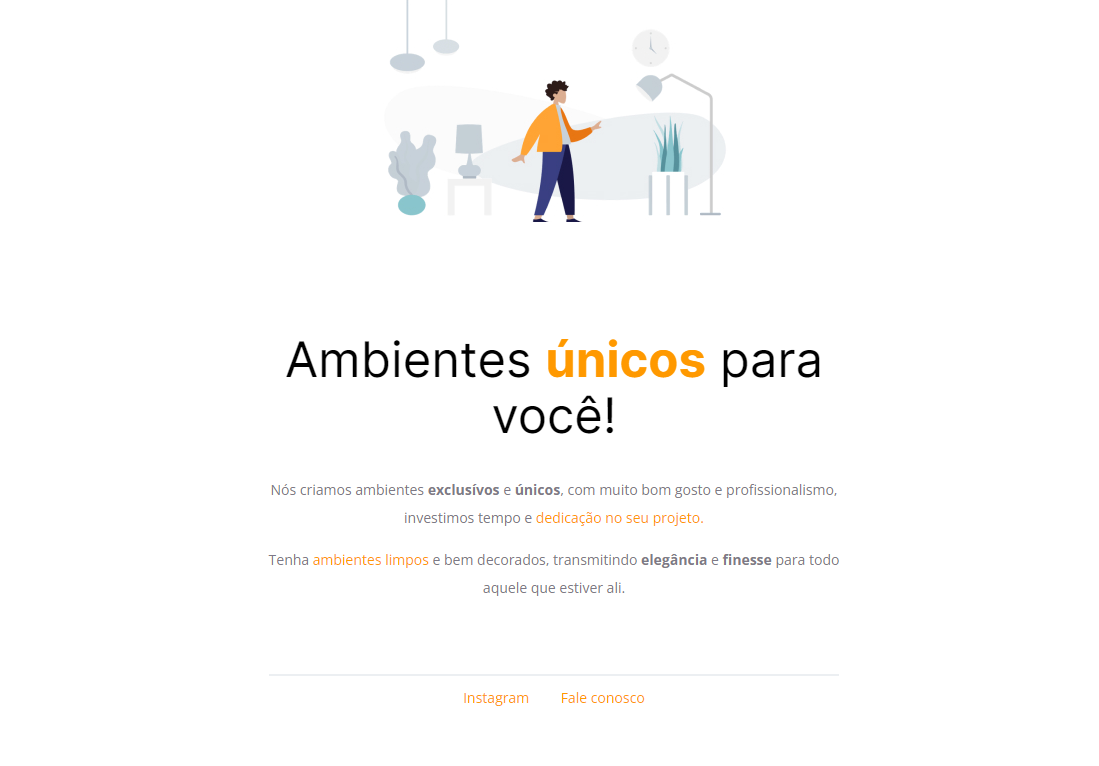 Ambientes únicos para
você!
Nós criamos ambientes exclusívos e únicos, com muito bom gosto e profissionalismo,
investimos tempo e dedicação no seu projeto.
Tenha ambientes limpos e bem decorados, transmitindo elegância e finesse para todo
aquele que estiver ali.
Instagram Fale conosco